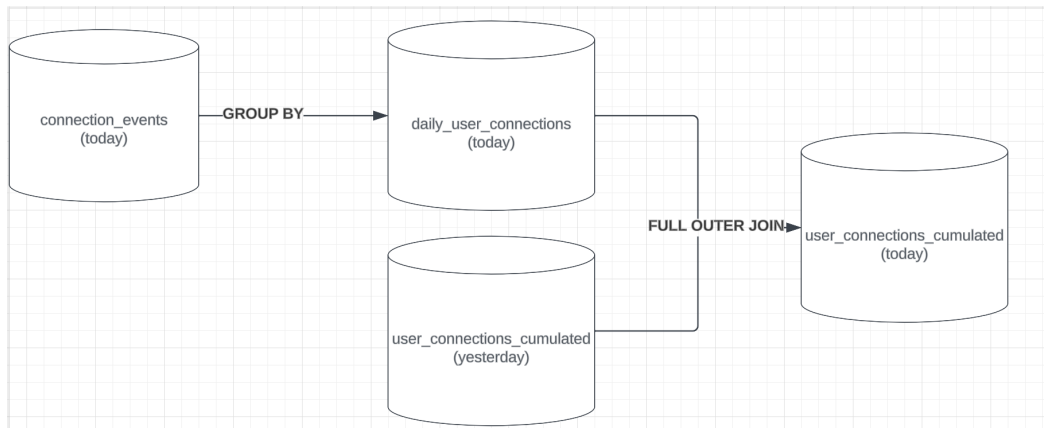 connection_events
(today)
GROUP BY
daily_user_connections
(today)
user_connections_cumulated
(yesterday)
FULL OUTER JOIN
user_connections_cumulated
(today)